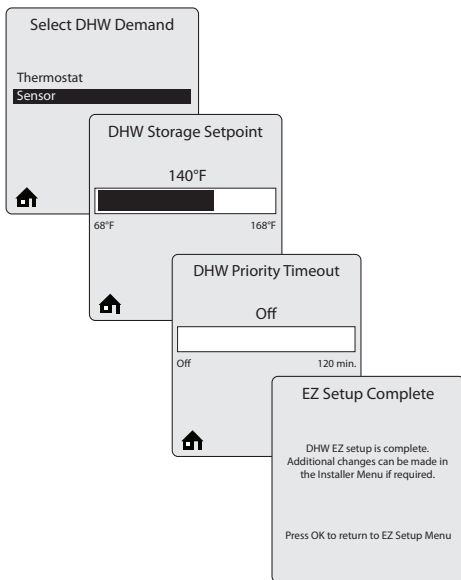 Select DHW Demand
Thermostat
Sensor
DHW Storage Setpoint
140°F
68°F 168°F
DHW Priority Timeout
Off
Off 120 min.
EZ Setup Complete
DHW EZ setup is complete.
Additional changes can be made in
the Installer Menu if required.
Press OK to return to EZ Setup Menu